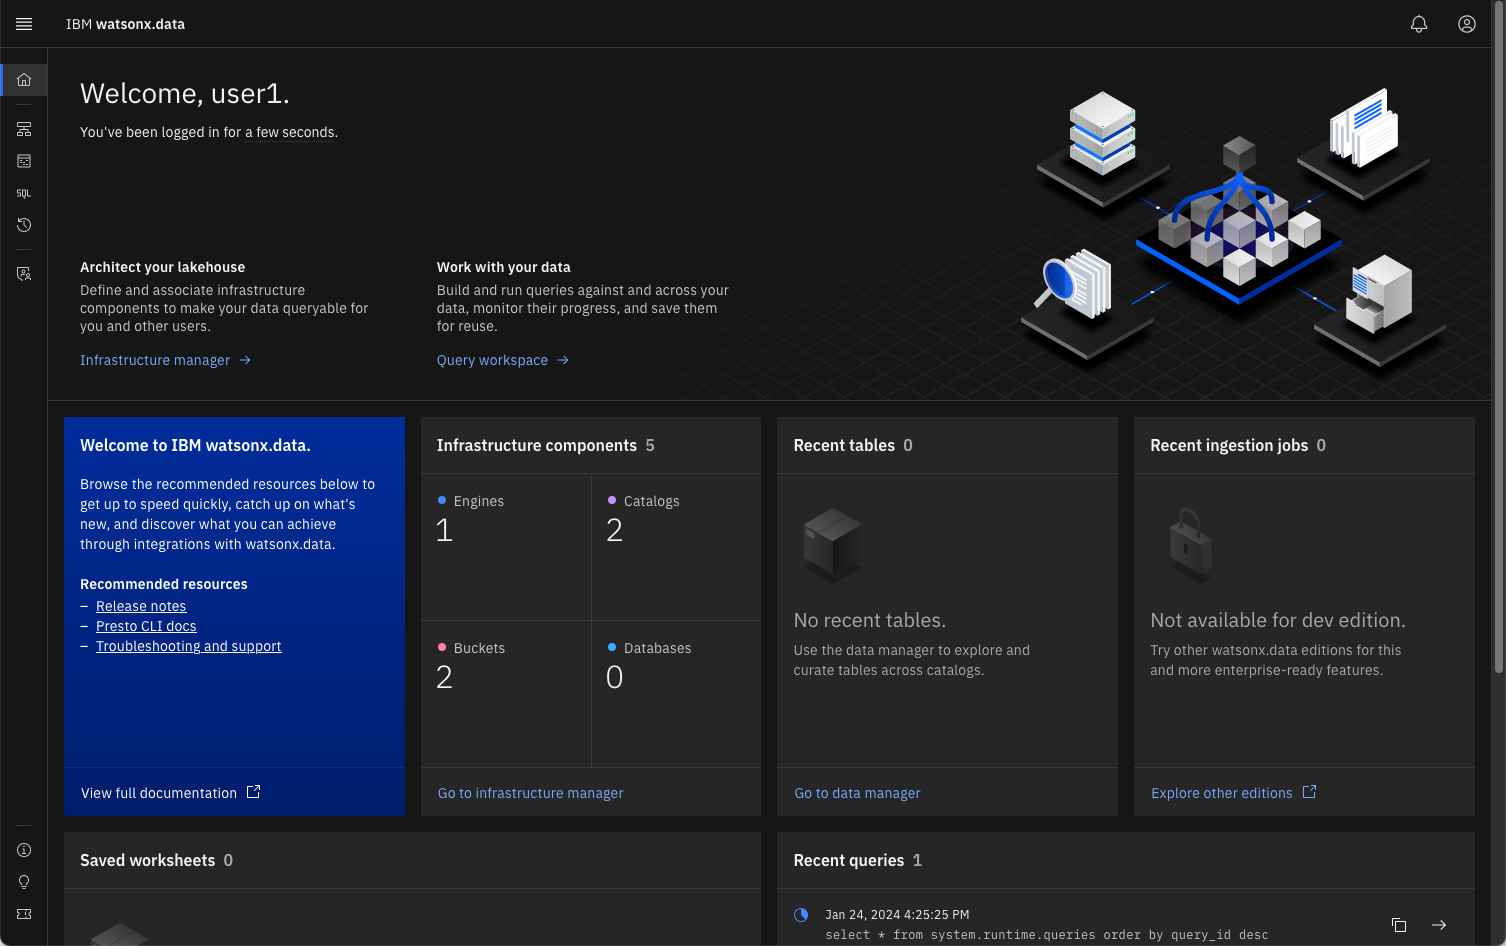 IBM watsonx.data
Welcome, user1.
You've been logged in for a few seconds.
Architect your lakehouse
Define and associate infrastructure
components to make your data queryable for
you and other users.
Infrastructure manager →
Work with your data
Build and run queries against and across your
data, monitor their progress, and save them
for reuse.
Query workspace →
SQL
Welcome to IBM watsonx.data.
Browse the recommended resources below to
get up to speed quickly, catch up on what's
new, and discover what you can achieve
through integrations with watsonx.data.
Recommended resources
– Release notes
– Presto CLI docs
– Troubleshooting and support
View full documentation
Infrastructure components 5
Engines
1
Catalogs
2
Buckets
2
Databases
0
Go to infrastructure manager
Recent tables 0
No recent tables.
Use the data manager to explore and
curate tables across catalogs.
Go to data manager
Recent ingestion jobs 0
Not available for dev edition.
Try other watsonx.data editions for this
and more enterprise-ready features.
Explore other editions
Saved worksheets 0
Recent queries 1
Jan 24, 2024 4:25:25 PM
select * from system.runtime.queries order by query_id desc